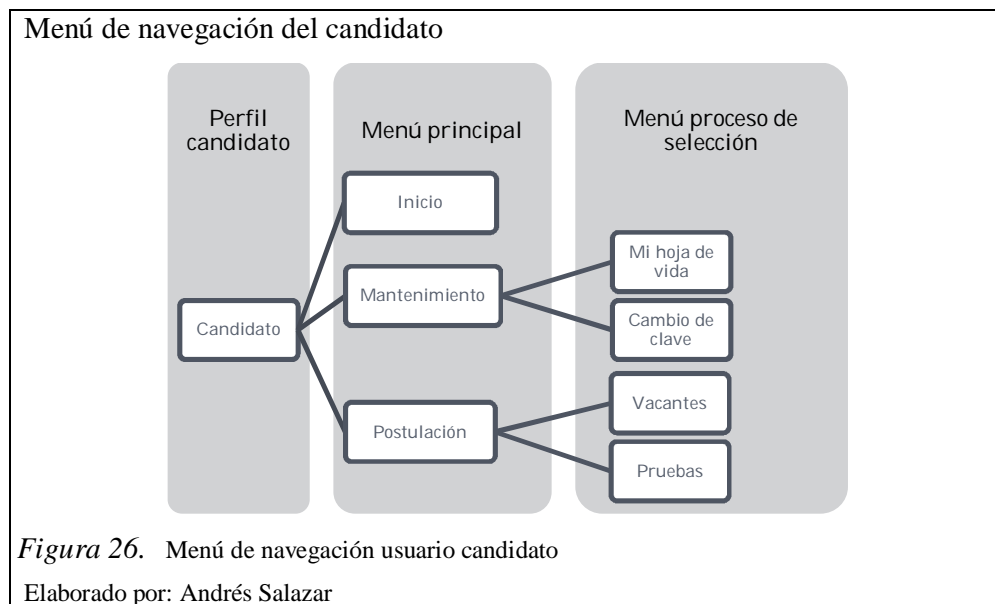 Menú de navegación del candidato
Perfil
candidato
Menú principal
Menú proceso de
selección
Inicio
Mi hoja de
vida
Mantenimiento
Candidato
Cambio de
clave
Vacantes
Postulación
Pruebas
Figura 26. Menú de navegación usuario candidato
Elaborado por: Andrés Salazar